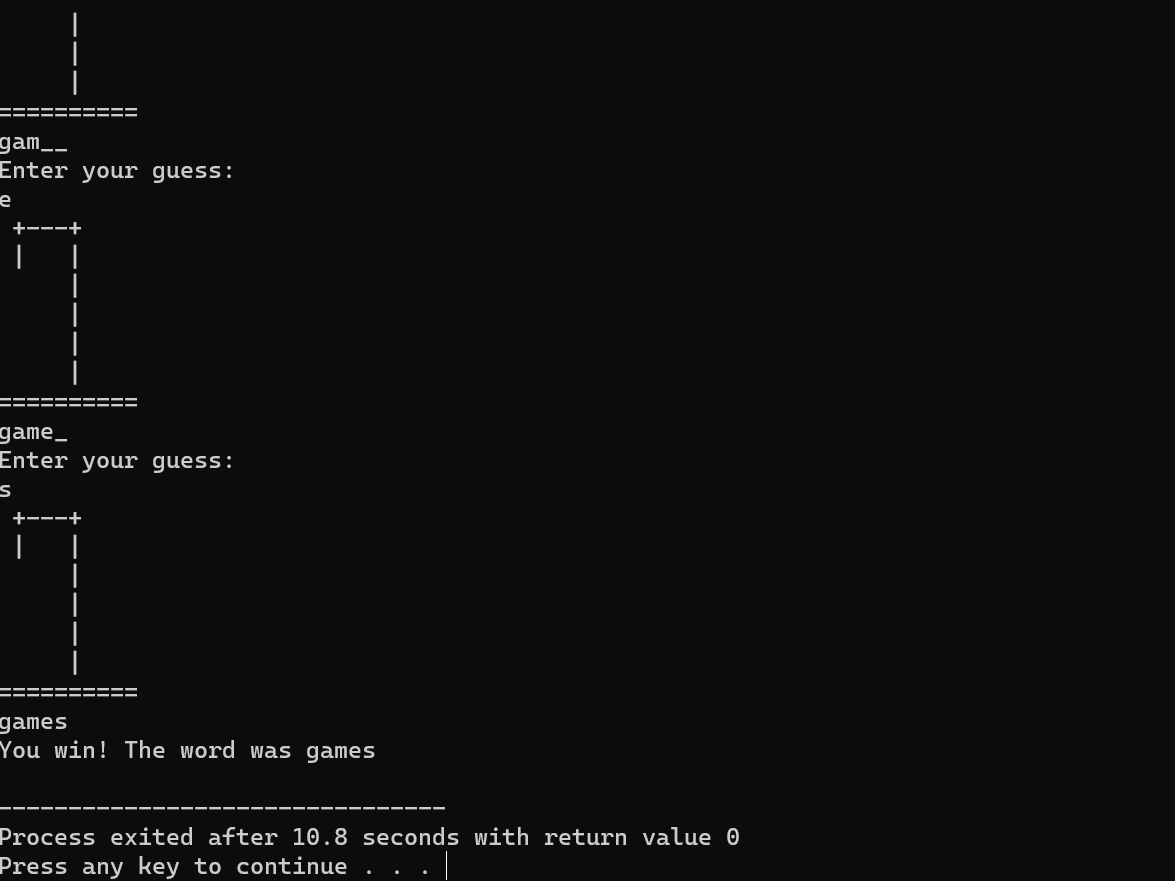 |
     |
     |
==========
gam__
Enter your guess:
e
 +---+
 |   |
     |
     |
     |
     |
==========
game_
Enter your guess:
s
 +---+
 |   |
     |
     |
     |
     |
==========
games
You win! The word was games

--------------------------------
Process exited after 10.8 seconds with return value 0
Press any key to continue . . .